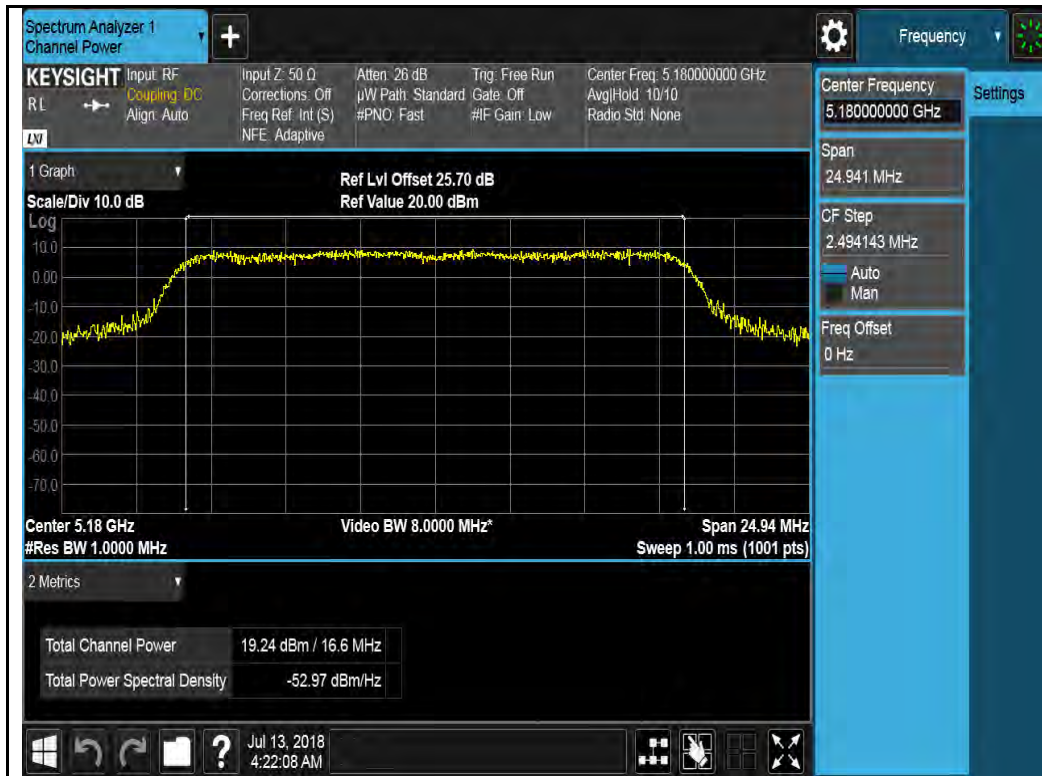 Spectrum Analyzer 1
Channel Power
+
Frequency
KEYSIGHT
RL
LXI
Input: RF
Coupling: DC
Align: Auto
Input Z: 50 Ω
Corrections: Off
Freq Ref: Int (S)
NFE: Adaptive
Atten: 26 dB
µW Path: Standard
#PNO: Fast
Trig: Free Run
Gate: Off
#IF Gain: Low
Center Freq: 5.180000000 GHz
Avg|Hold: 10/10
Radio Std: None
Center Frequency
5.180000000 GHz
Settings
Span
24.941 MHz
CF Step
2.494143 MHz
Auto
Man
Freq Offset
0 Hz
1 Graph
Scale/Div 10.0 dB
Ref Lvl Offset 25.70 dB
Ref Value 20.00 dBm
Log
10.0
0.00
-10.0
-20.0
-30.0
-40.0
-50.0
-60.0
-70.0
Center 5.18 GHz
#Res BW 1.0000 MHz
Video BW 8.0000 MHz*
Span 24.94 MHz
Sweep 1.00 ms (1001 pts)
2 Metrics
Total Channel Power 19.24 dBm / 16.6 MHz
Total Power Spectral Density -52.97 dBm/Hz
?
Jul 13, 2018
4:22:08 AM